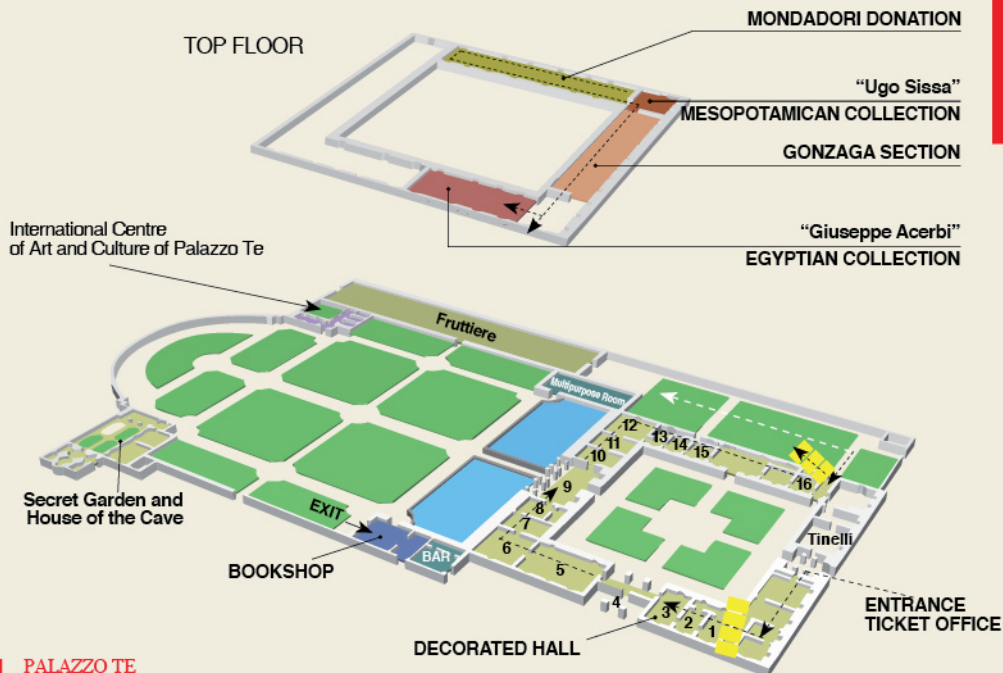 TOP FLOOR
MONDADORI DONATION
“Ugo Sissa”
MESOPOTAMICAN COLLECTION
GONZAGA SECTION
“Giuseppe Acerbi”
EGYPTIAN COLLECTION
International Centre
of Art and Culture of Palazzo Te
Fruttiere
Multipurpose Room
12
13
14
15
11
10
16
9
8
7
6
5
4
3
2
1
Tinelli
Secret Garden and
House of the Cave
EXIT
BOOKSHOP
BAR
DECORATED HALL
ENTRANCE
TICKET OFFICE
PALAZZO TE